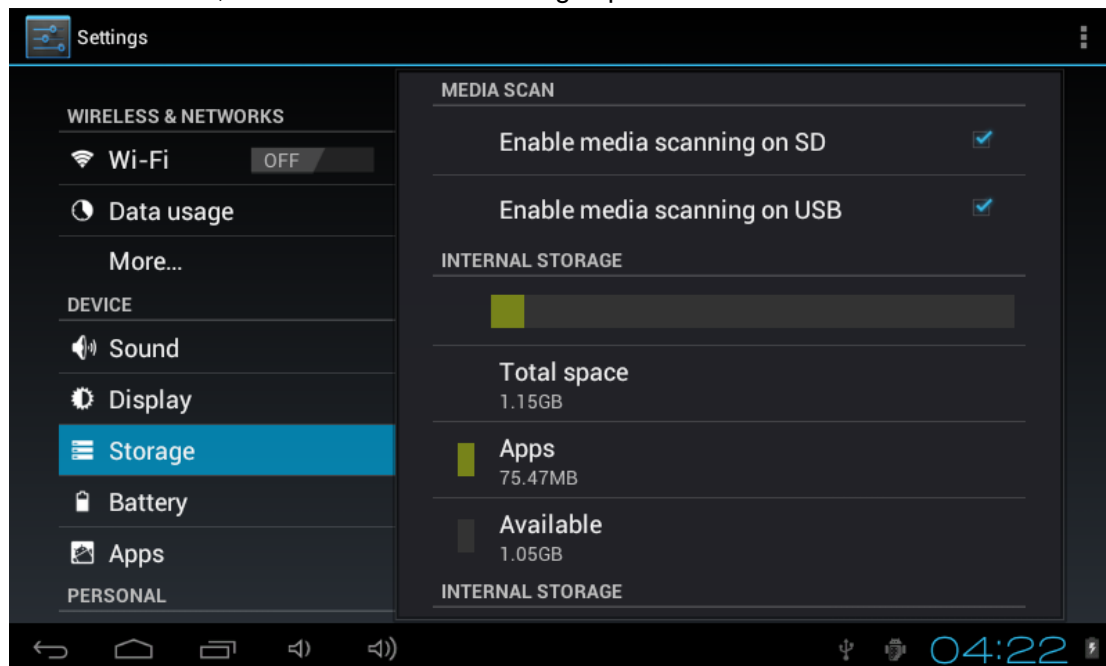 Settings
WIRELESS & NETWORKS
Wi-Fi OFF
Data usage
More...
DEVICE
Sound
Display
Storage
Battery
Apps
PERSONAL
MEDIA SCAN
Enable media scanning on SD
Enable media scanning on USB
INTERNAL STORAGE
Total space
1.15GB
Apps
75.47MB
Available
1.05GB
INTERNAL STORAGE
04:22